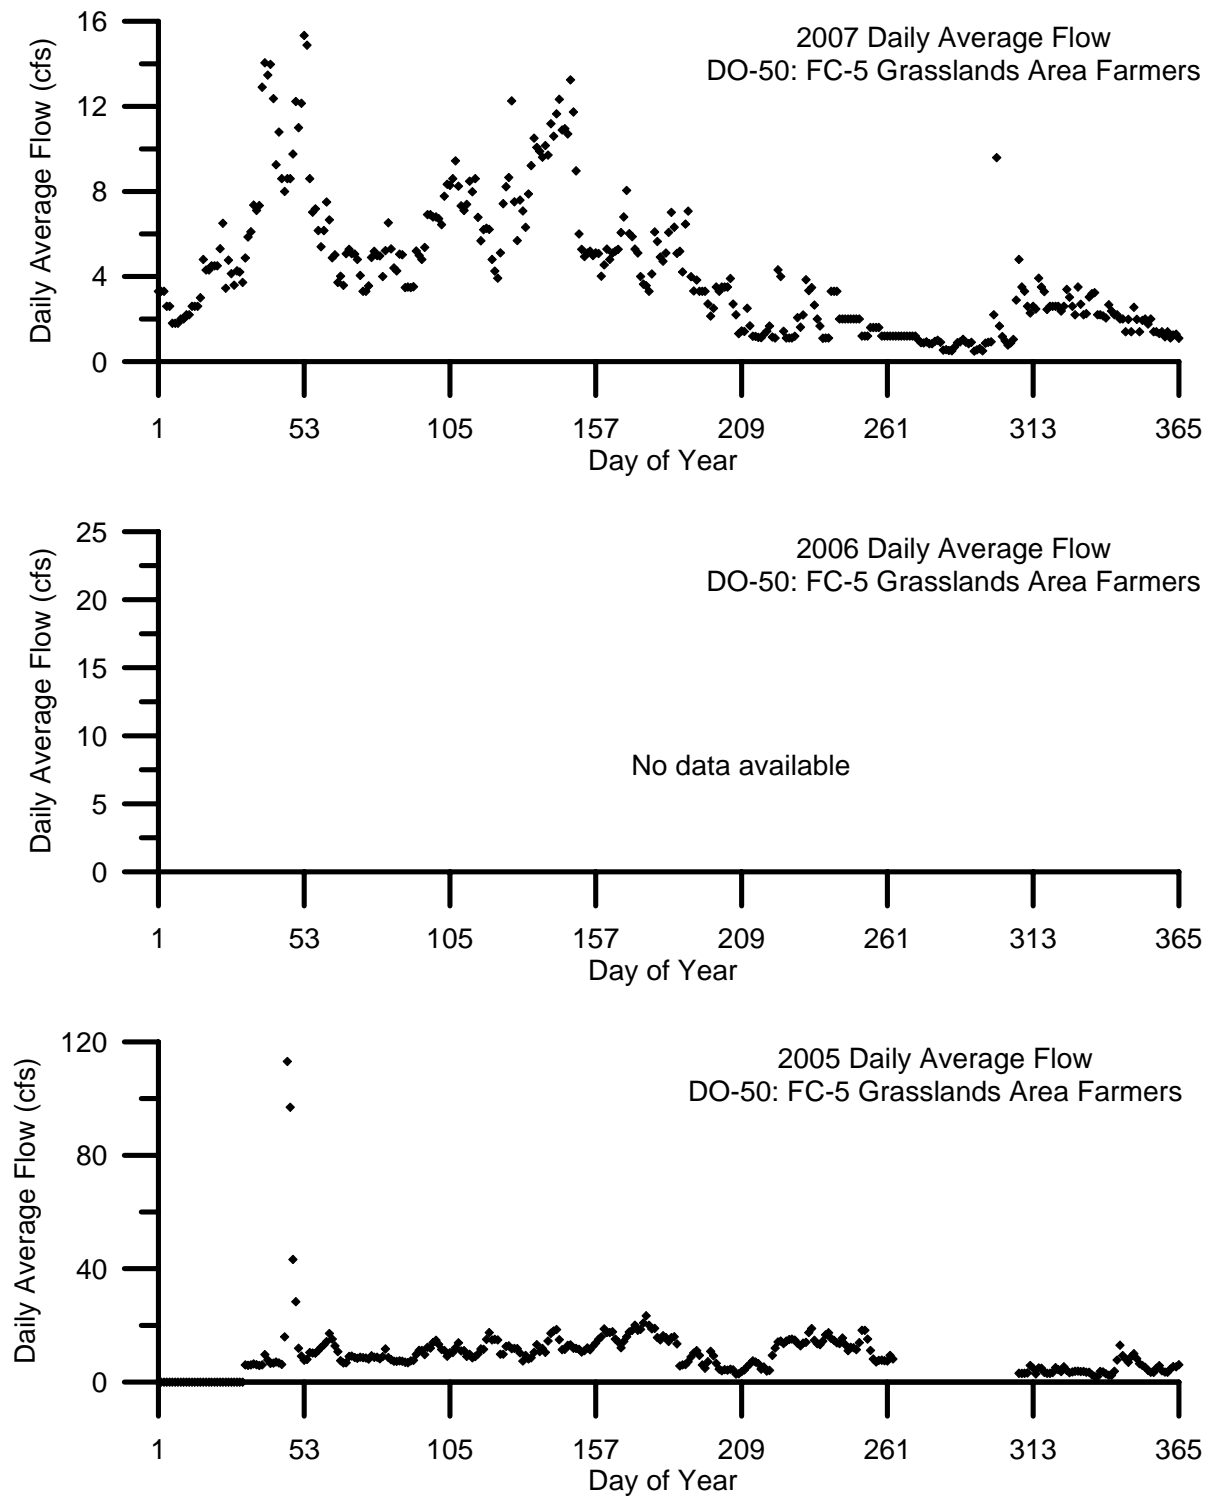 2007 Daily Average Flow
DO-50: FC-5 Grasslands Area Farmers
Daily Average Flow (cfs)
16
12
8
4
0
1 53 105 157 209 261 313 365
Day of Year
2006 Daily Average Flow
DO-50: FC-5 Grasslands Area Farmers
Daily Average Flow (cfs)
25
20
15
10
5
0
No data available
1 53 105 157 209 261 313 365
Day of Year
2005 Daily Average Flow
DO-50: FC-5 Grasslands Area Farmers
Daily Average Flow (cfs)
120
80
40
0
1 53 105 157 209 261 313 365
Day of Year